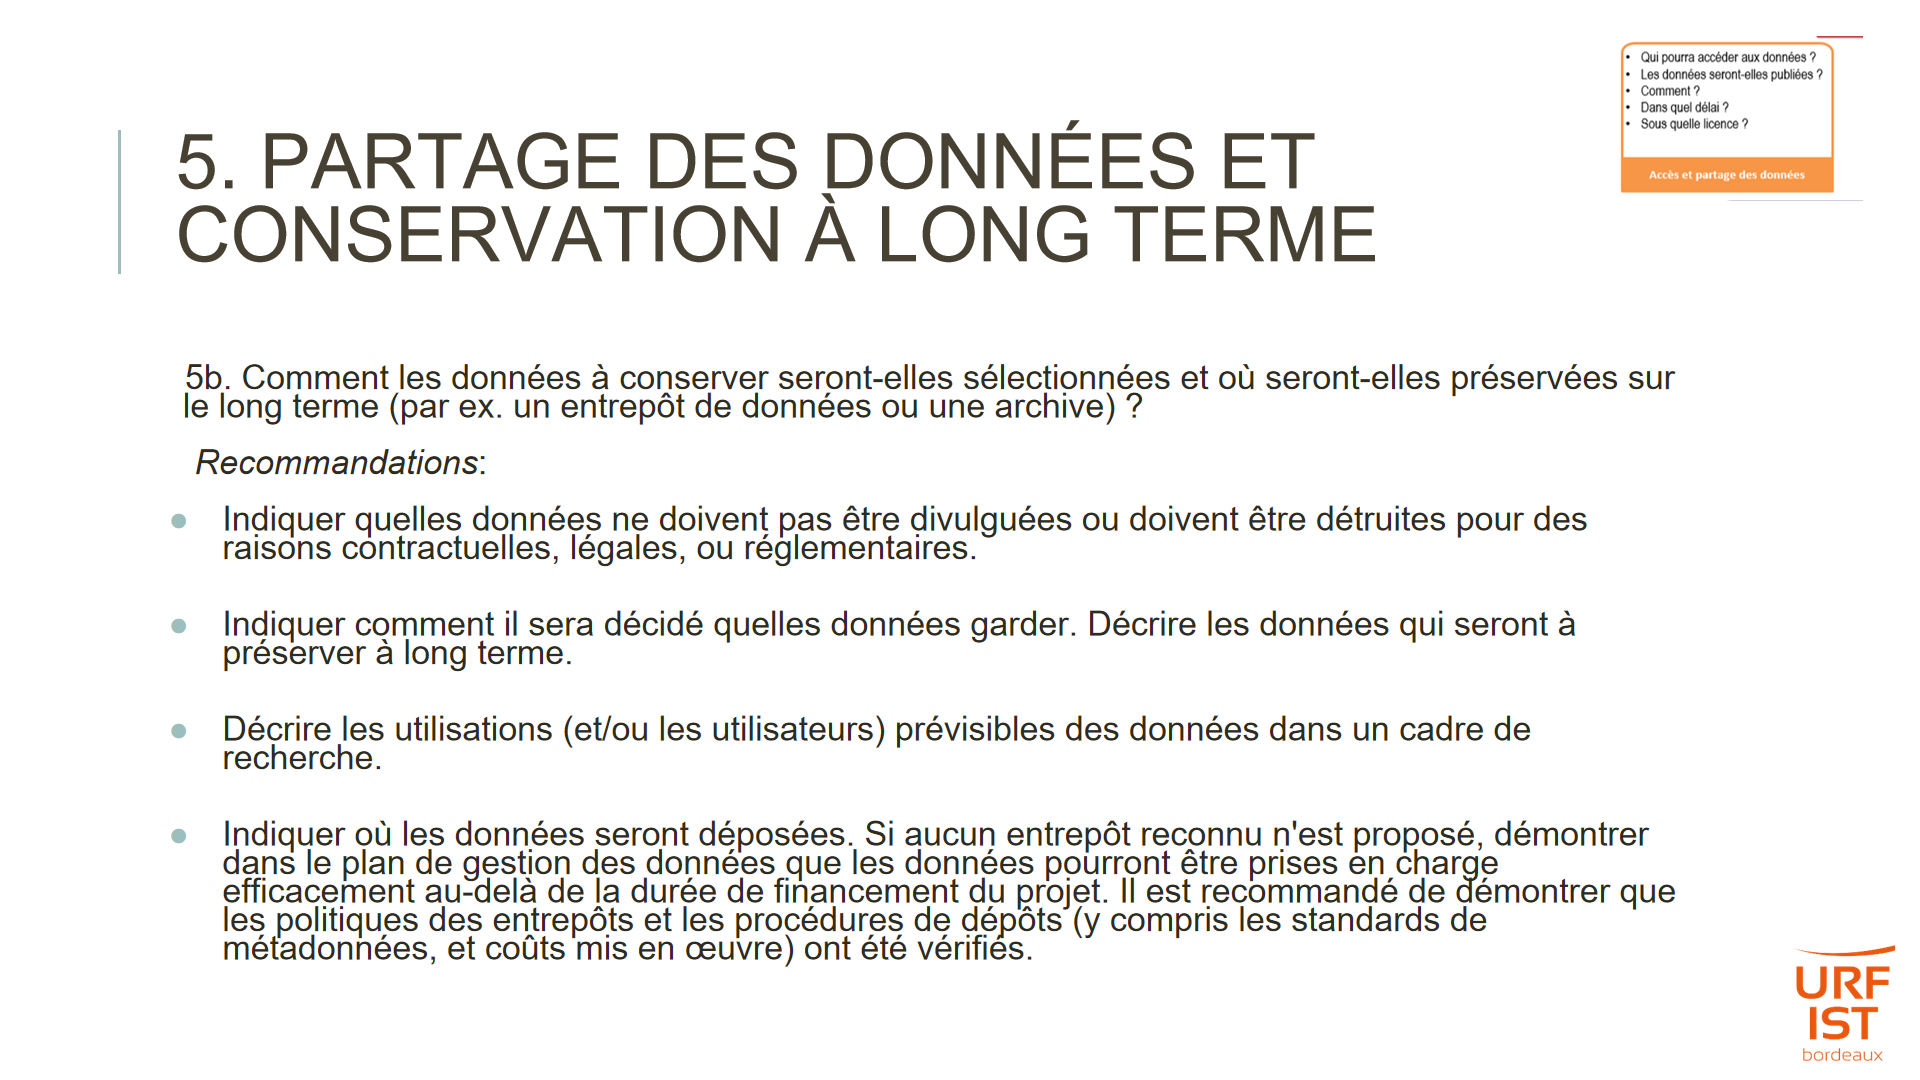 • Qui pourra accéder aux données ?
• Les données seront-elles publiées ?
• Comment ?
• Dans quel délai ?
• Sous quelle licence ?
Accès et partage des données
5. PARTAGE DES DONNÉES ET
CONSERVATION À LONG TERME
5b. Comment les données à conserver seront-elles sélectionnées et où seront-elles préservées sur
le long terme (par ex. un entrepôt de données ou une archive) ?
Recommandations:
● Indiquer quelles données ne doivent pas être divulguées ou doivent être détruites pour des
raisons contractuelles, légales, ou réglementaires.
● Indiquer comment il sera décidé quelles données garder. Décrire les données qui seront à
préserver à long terme.
● Décrire les utilisations (et/ou les utilisateurs) prévisibles des données dans un cadre de
recherche.
● Indiquer où les données seront déposées. Si aucun entrepôt reconnu n'est proposé, démontrer
dans le plan de gestion des données que les données pourront être prises en charge
efficacement au-delà de la durée de financement du projet. Il est recommandé de démontrer que
les politiques des entrepôts et les procédures de dépôts (y compris les standards de
métadonnées, et coûts mis en œuvre) ont été vérifiés.
URF
IST
bordeaux